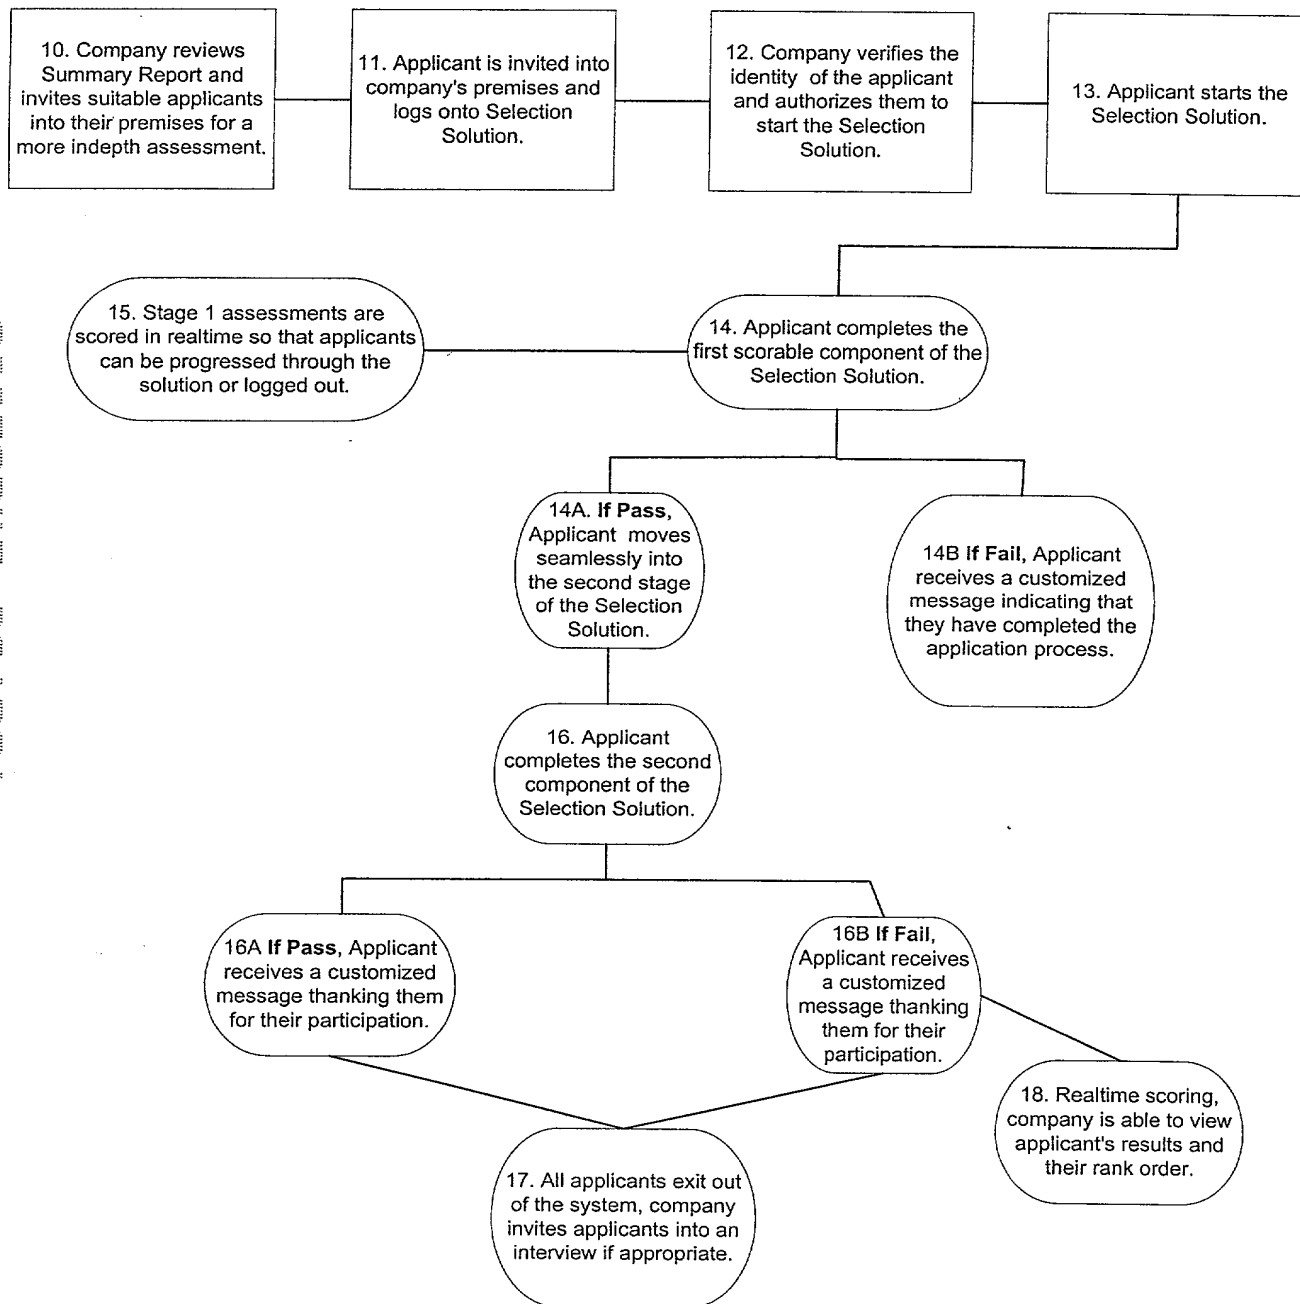 10. Company reviews
Summary Report and
invites suitable applicants
into their premises for a
more indepth assessment.
11. Applicant is invited into
company's premises and
logs onto Selection
Solution.
12. Company verifies the
identity of the applicant
and authorizes them to
start the Selection
Solution.
13. Applicant starts the
Selection Solution.
15. Stage 1 assessments are
scored in realtime so that applicants
can be progressed through the
solution or logged out.
14. Applicant completes the
first scorable component of the
Selection Solution.
14A. If Pass,
Applicant moves
seamlessly into
the second stage
of the Selection
Solution.
14B If Fail, Applicant
receives a customized
message indicating that
they have completed the
application process.
16. Applicant
completes the second
component of the
Selection Solution.
16A If Pass, Applicant
receives a customized
message thanking them
for their participation.
16B If Fail,
Applicant receives
a customized
message thanking
them for their
participation.
18. Realtime scoring,
company is able to view
applicant's results and
their rank order.
17. All applicants exit out
of the system, company
invites applicants into an
interview if appropriate.